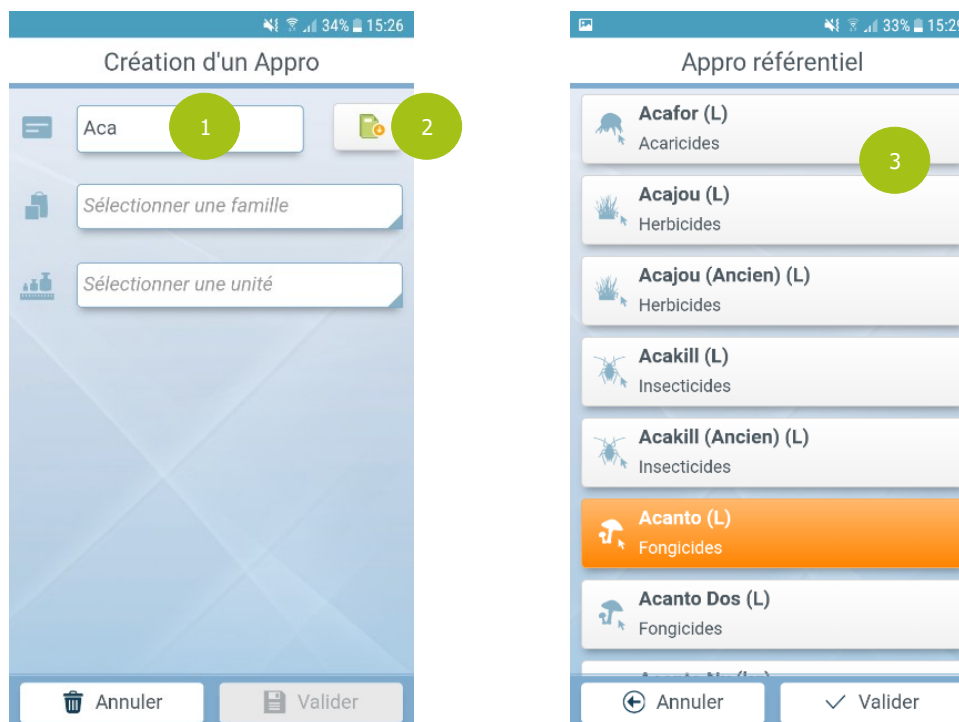 34% 15:26
Création d'un Appro
Aca
1
2
Sélectionner une famille
Sélectionner une unité
Annuler
Valider
33% 15:29
Appro référentiel
Acafor (L)
Acaricides
3
Acajou (L)
Herbicides
Acajou (Ancien) (L)
Herbicides
Acakill (L)
Insecticides
Acakill (Ancien) (L)
Insecticides
Acanto (L)
Fongicides
Acanto Dos (L)
Fongicides
Annuler
Valider